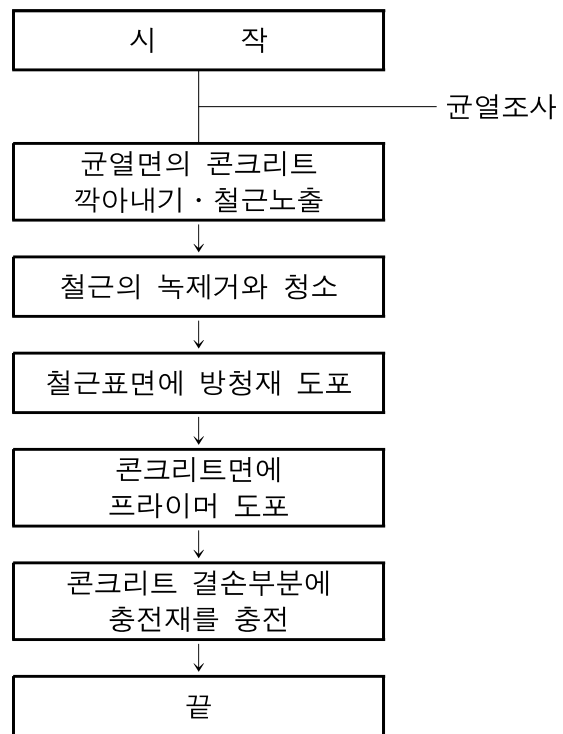 시 작
균열조사
균열면의 콘크리트
깍아내기 · 철근노출
철근의 녹제거와 청소
철근표면에 방청재 도포
콘크리트면에
프라이머 도포
콘크리트 결손부분에
충전재를 충전
끝